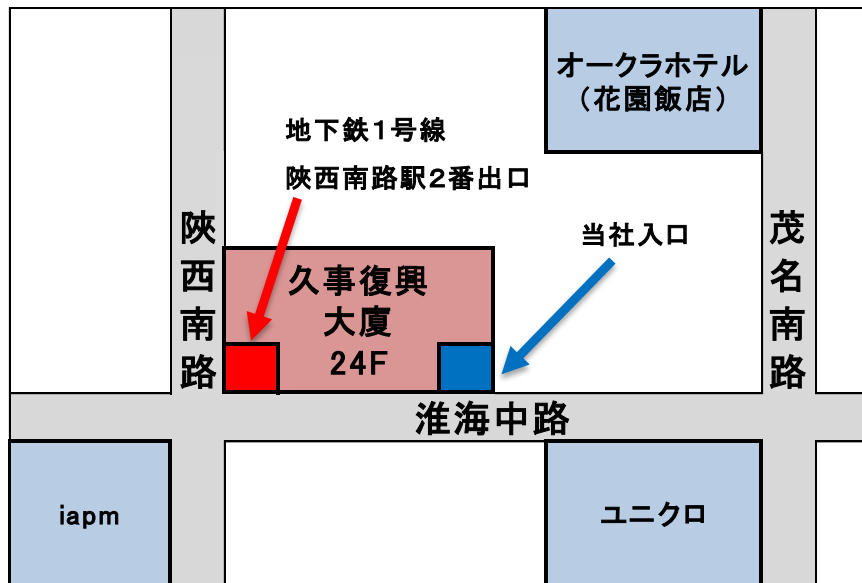 オークラホテル
（花園飯店）
地下鉄１号線
陝西南路駅２番出口
陝西南路
当社入口
茂名南路
久事復興
大廈
24F
淮海中路
iapm
ユニクロ